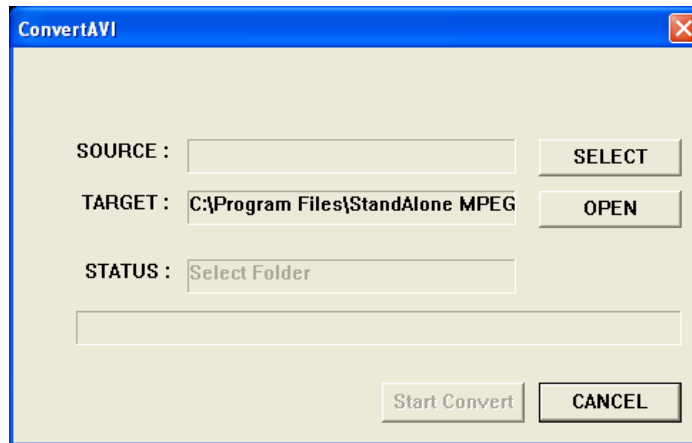 ConvertAVI
SOURCE : SELECT
TARGET : C:\Program Files\StandAlone MPEG OPEN
STATUS : Select Folder
Start Convert CANCEL